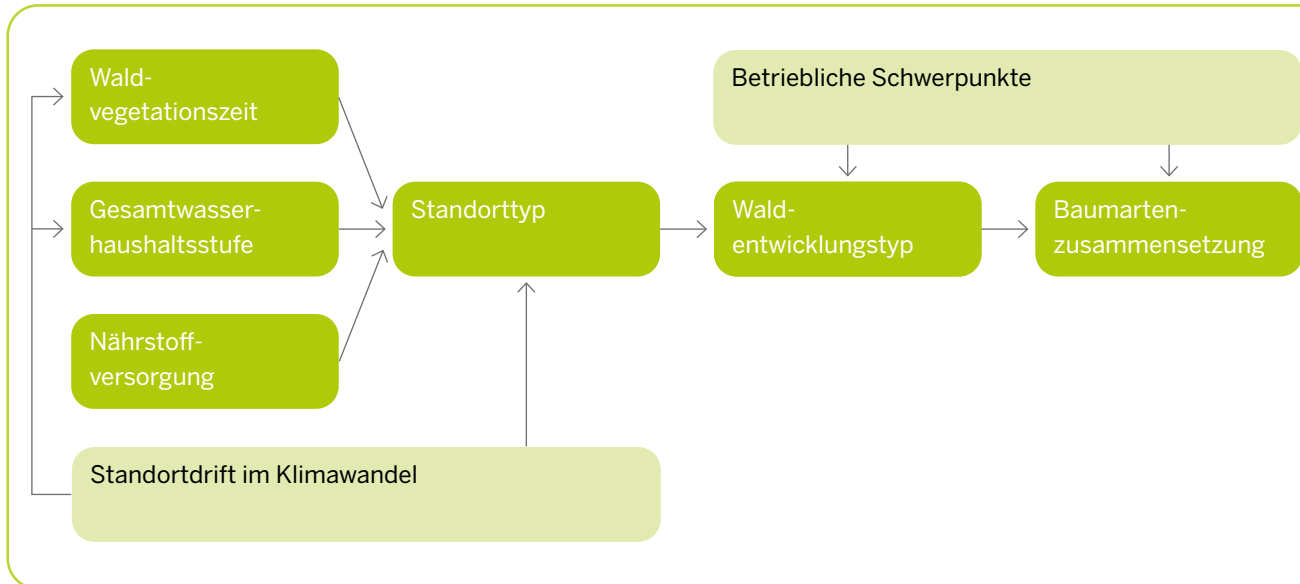 Wald-
vegetationszeit
Gesamtwasser-
haushaltsstufe
Nährstoff-
versorgung
Standortdrift im Klimawandel
Standorttyp
Betriebliche Schwerpunkte
Wald-
entwicklungstyp
Baumarten-
zusammensetzung